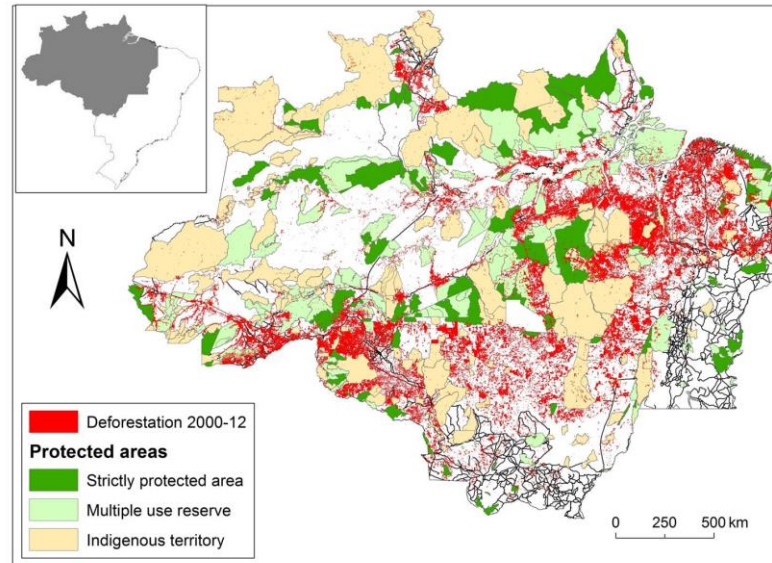 N
Deforestation 2000-12
Protected areas
Strictly protected area
Multiple use reserve
Indigenous territory
0 250 500 km